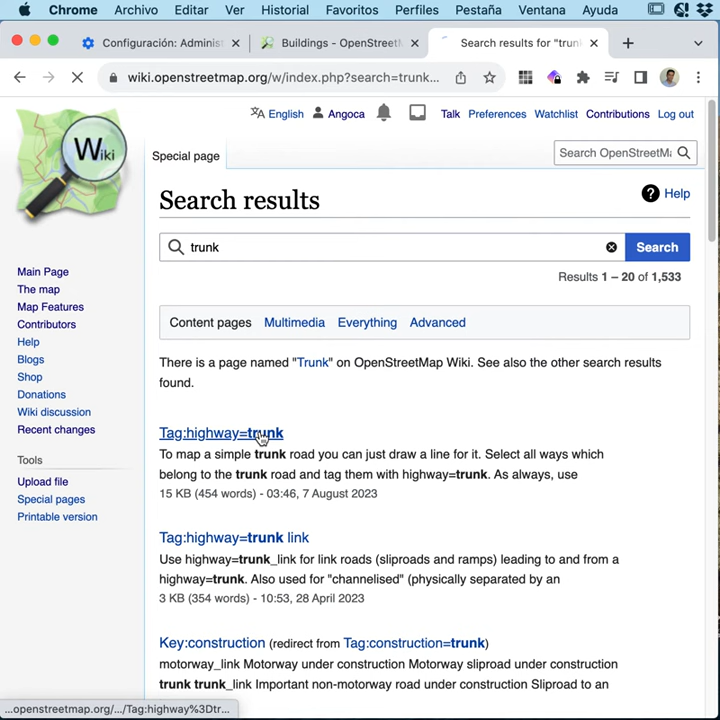 Chrome Archivo Editar Ver Historial Favoritos Perfiles Pestaña Ventana Ayuda
Configuración: Administ
Buildings - OpenStreetM
Search results for "trun
wiki.openstreetmap.org/w/index.php?search=trunk...
Wiki
English Angoca Talk Preferences Watchlist Contributions Log out
Special page
Search OpenStreetMa
Search results
Help
trunk
Search
Results 1 – 20 of 1,533
Main Page
The map
Map Features
Contributors
Help
Blogs
Shop
Donations
Wiki discussion
Recent changes
Tools
Upload file
Special pages
Printable version
Content pages Multimedia Everything Advanced
There is a page named "Trunk" on OpenStreetMap Wiki. See also the other search results
found.
Tag:highway=trunk
To map a simple trunk road you can just draw a line for it. Select all ways which
belong to the trunk road and tag them with highway=trunk. As always, use
15 KB (454 words) - 03:46, 7 August 2023
Tag:highway=trunk link
Use highway=trunk_link for link roads (sliproads and ramps) leading to and from a
highway=trunk. Also used for "channelised" (physically separated by an
3 KB (354 words) - 10:53, 28 April 2023
Key:construction (redirect from Tag:construction=trunk)
motorway_link Motorway under construction Motorway sliproad under construction
trunk trunk_link Important non-motorway road under construction Sliproad to an
...openstreetmap.org/.../Tag:highway%3Dtr...